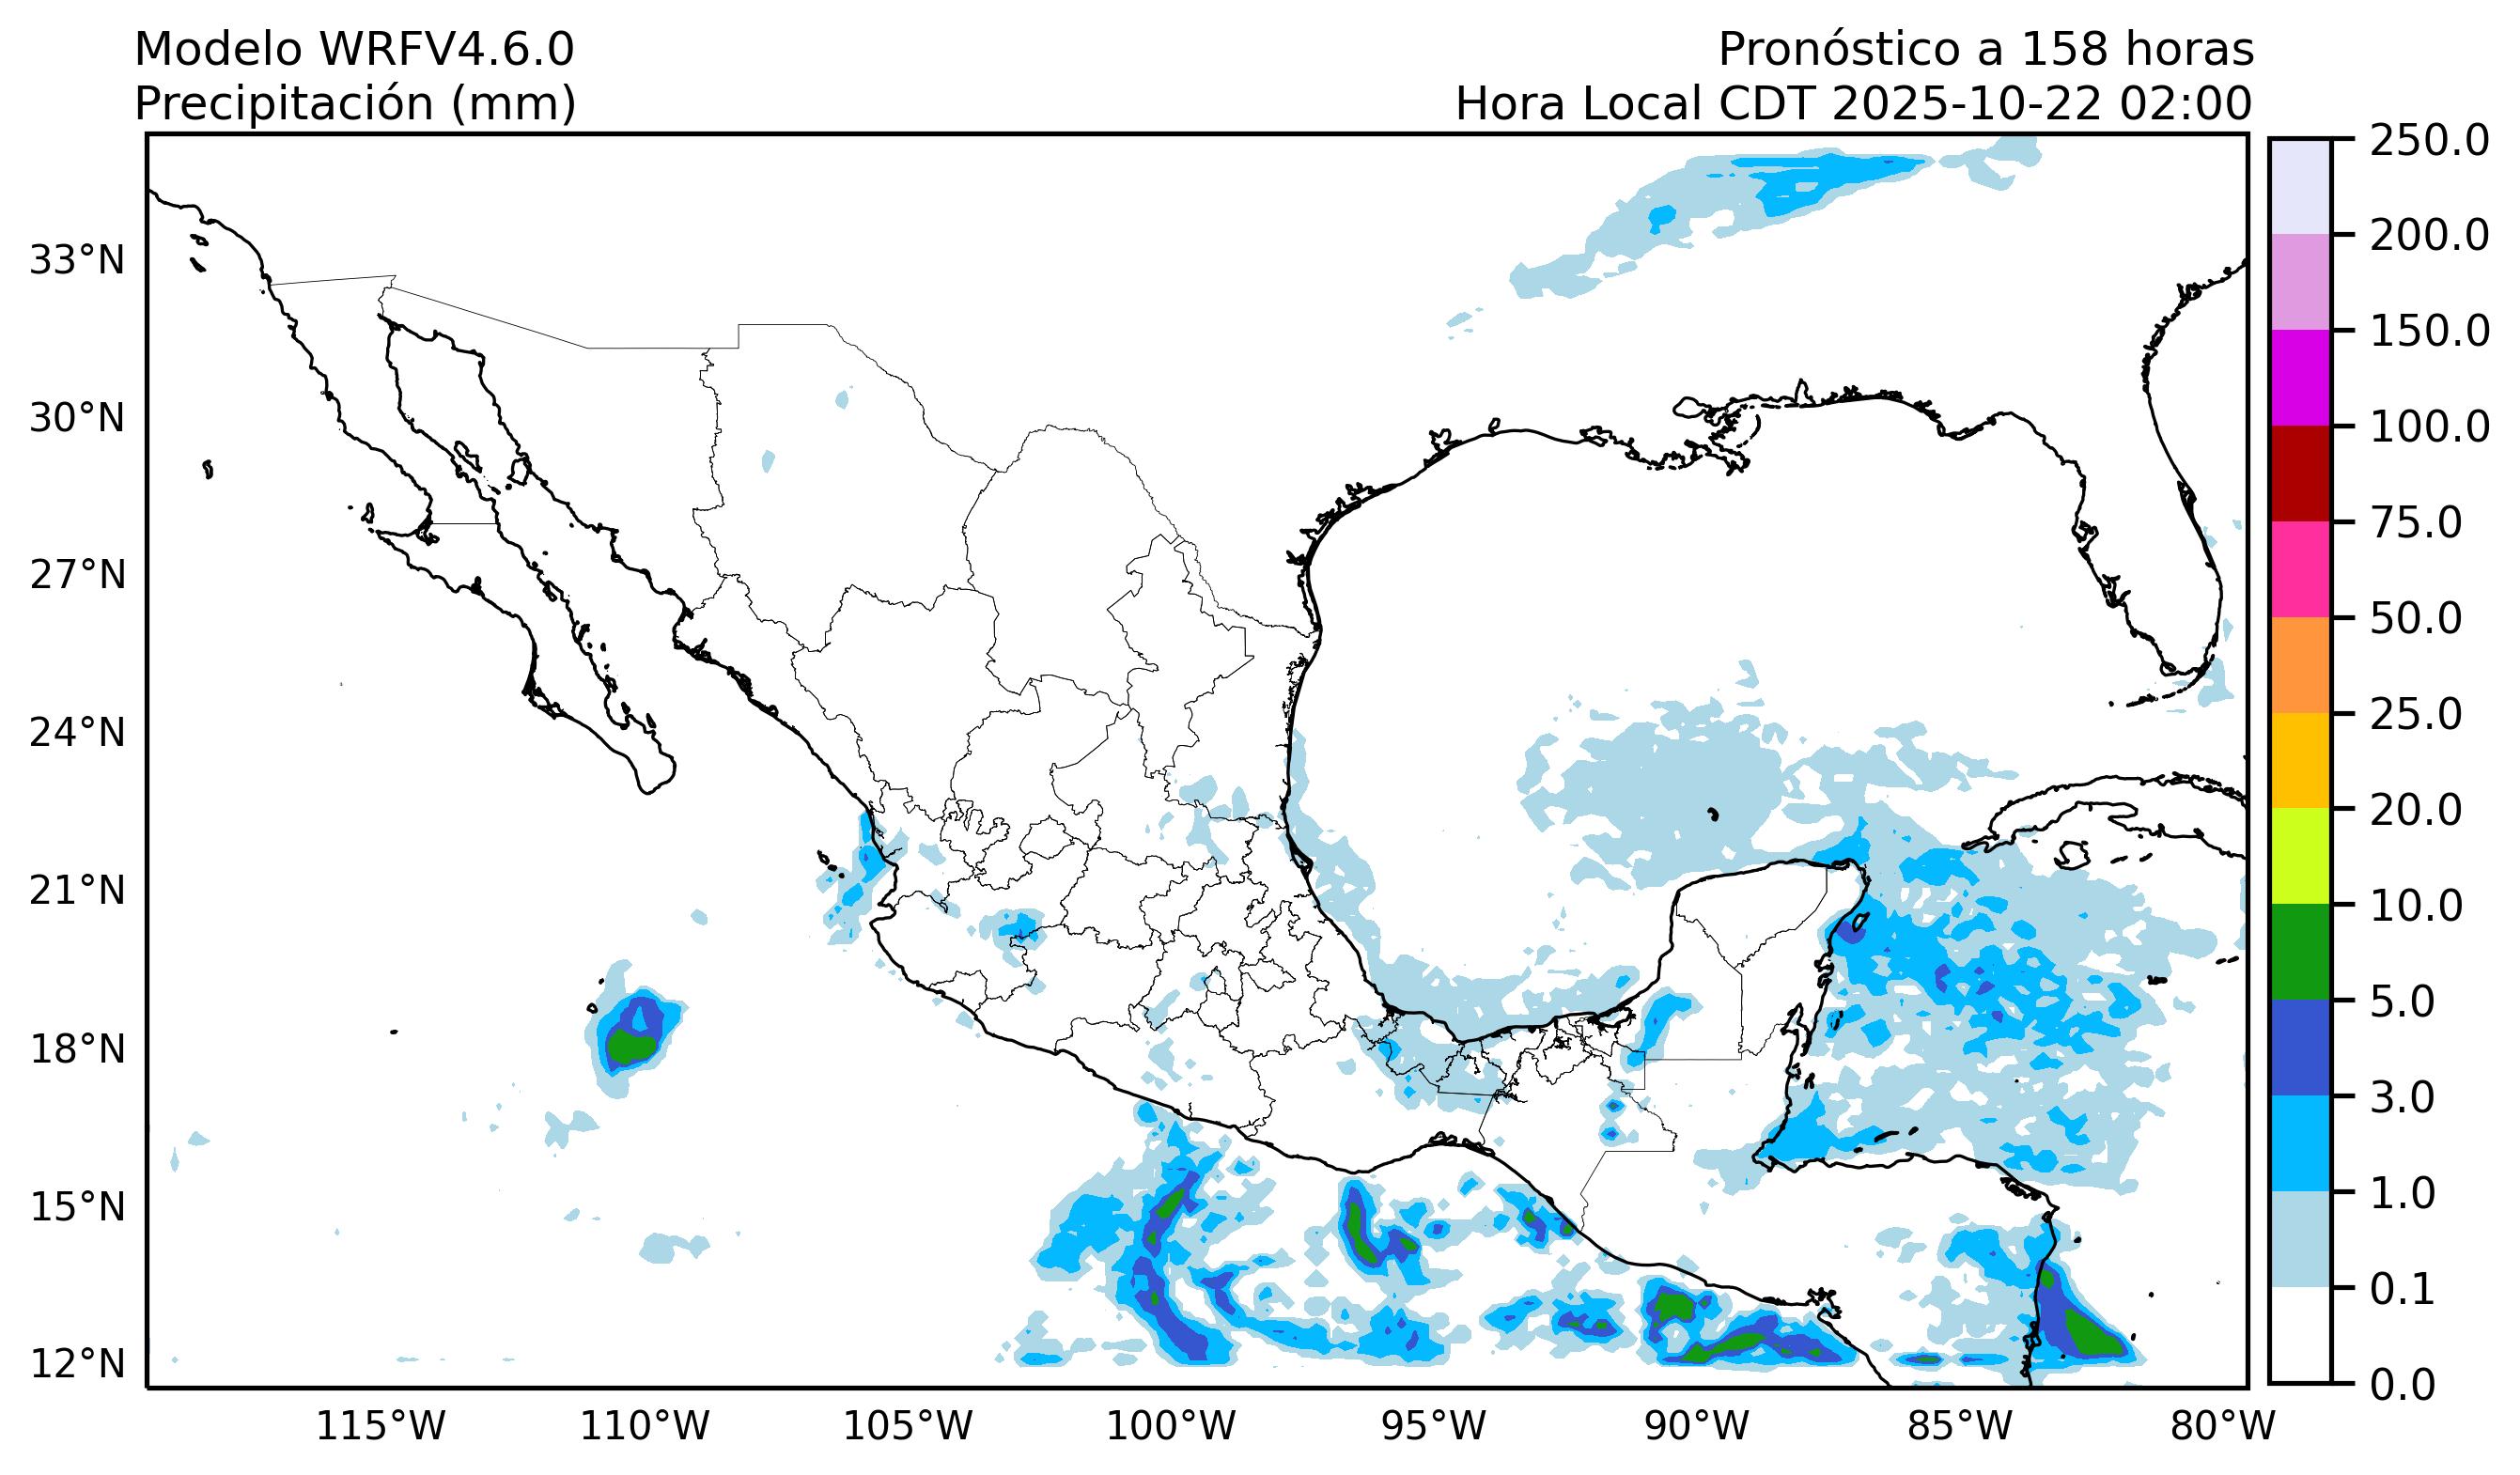 Modelo WRFV4.6.0
Precipitación (mm)
Pronóstico a 158 horas
Hora Local CDT 2025-10-22 02:00
33°N
30°N
27°N
24°N
21°N
18°N
15°N
12°N
115°W
110°W
105°W
100°W
95°W
90°W
85°W
80°W
250.0
200.0
150.0
100.0
75.0
50.0
25.0
20.0
10.0
5.0
3.0
1.0
0.1
0.0